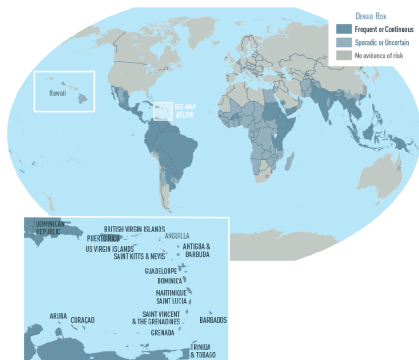 DENGUE RISK
Frequent or Continuous
Sporadic or Uncertain
No evidence of risk
Hawaii
SEE MAP
BELOW
DOMINICAN
REPUBLIC
BRITISH VIRGIN ISLANDS
PUERTO RICO
ANGUILLA
US VIRGIN ISLANDS
ANTIGUA &
BARBUDA
SAINT KITTS & NEVIS
GUADELOUPE
DOMINICA
MARTINIQUE
SAINT LUCIA
ARUBA
CURAÇAO
SAINT VINCENT
& THE GRENADINES
BARBADOS
GRENADA
TRINIDA
& TOBAGO